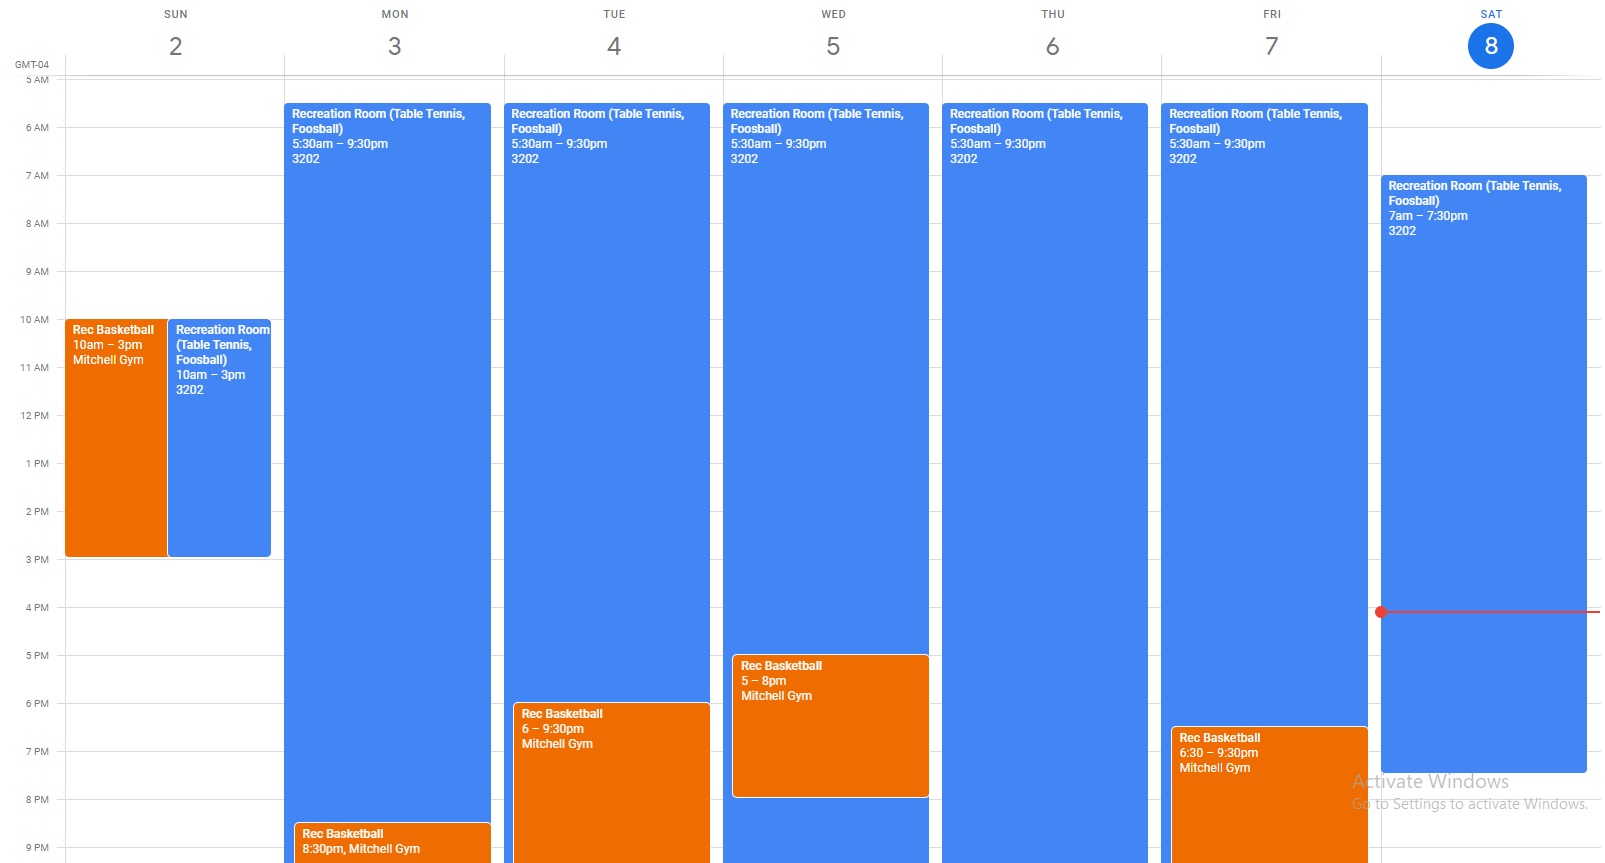 SUN
MON
TUE
WED
THU
FRI
SAT
2
3
4
5
6
7
8
GMT-04
5 AM
6 AM
7 AM
8 AM
9 AM
10 AM
11 AM
12 PM
1 PM
2 PM
3 PM
4 PM
5 PM
6 PM
7 PM
8 PM
9 PM
Rec Basketball
10am – 3pm
Mitchell Gym
Recreation Room
(Table Tennis,
Foosball)
10am – 3pm
3202
Recreation Room (Table Tennis,
Foosball)
5:30am – 9:30pm
3202
Rec Basketball
8:30pm, Mitchell Gym
Recreation Room (Table Tennis,
Foosball)
5:30am – 9:30pm
3202
Rec Basketball
6 – 9:30pm
Mitchell Gym
Recreation Room (Table Tennis,
Foosball)
5:30am – 9:30pm
3202
Rec Basketball
5 – 8pm
Mitchell Gym
Recreation Room (Table Tennis,
Foosball)
5:30am – 9:30pm
3202
Recreation Room (Table Tennis,
Foosball)
5:30am – 9:30pm
3202
Rec Basketball
6:30 – 9:30pm
Mitchell Gym
Recreation Room (Table Tennis,
Foosball)
7am – 7:30pm
3202
Activate Windows
Go to Settings to activate Windows.